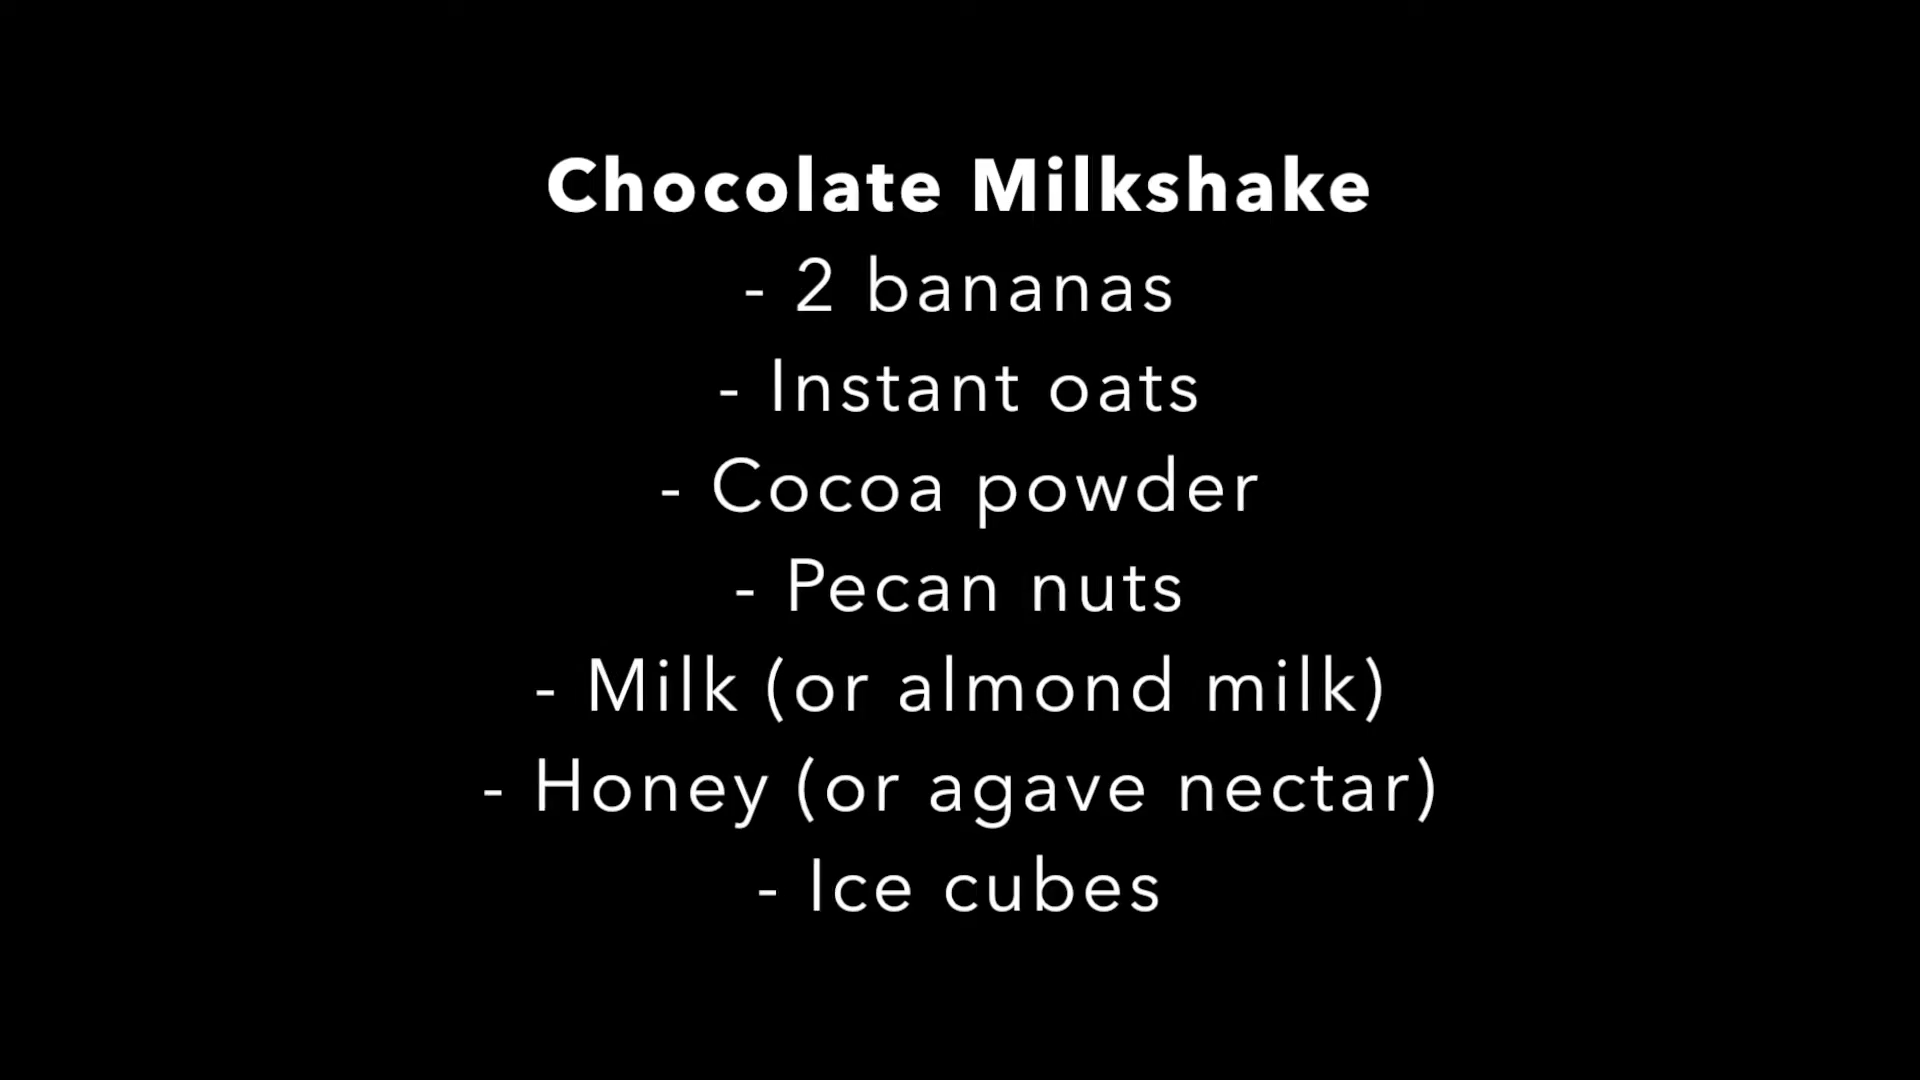 Chocolate Milkshake
- 2 bananas
- Instant oats
- Cocoa powder
- Pecan nuts
- Milk (or almond milk)
- Honey (or agave nectar)
- Ice cubes